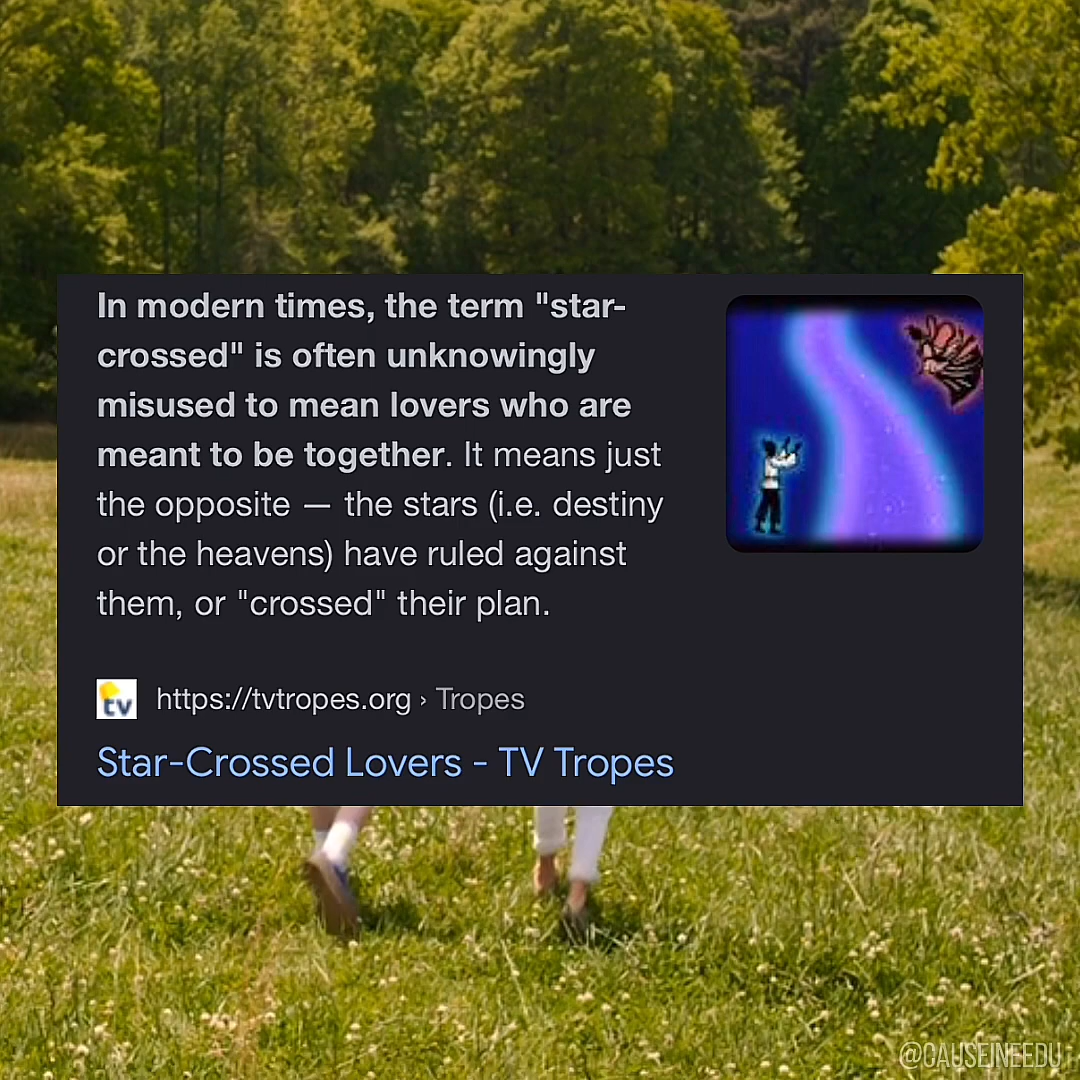 In modern times, the term "star-
crossed" is often unknowingly
misused to mean lovers who are
meant to be together. It means just
the opposite — the stars (i.e. destiny
or the heavens) have ruled against
them, or "crossed" their plan.
tv
https://tvtropes.org › Tropes
Star-Crossed Lovers - TV Tropes
@CAUSEINEEDU